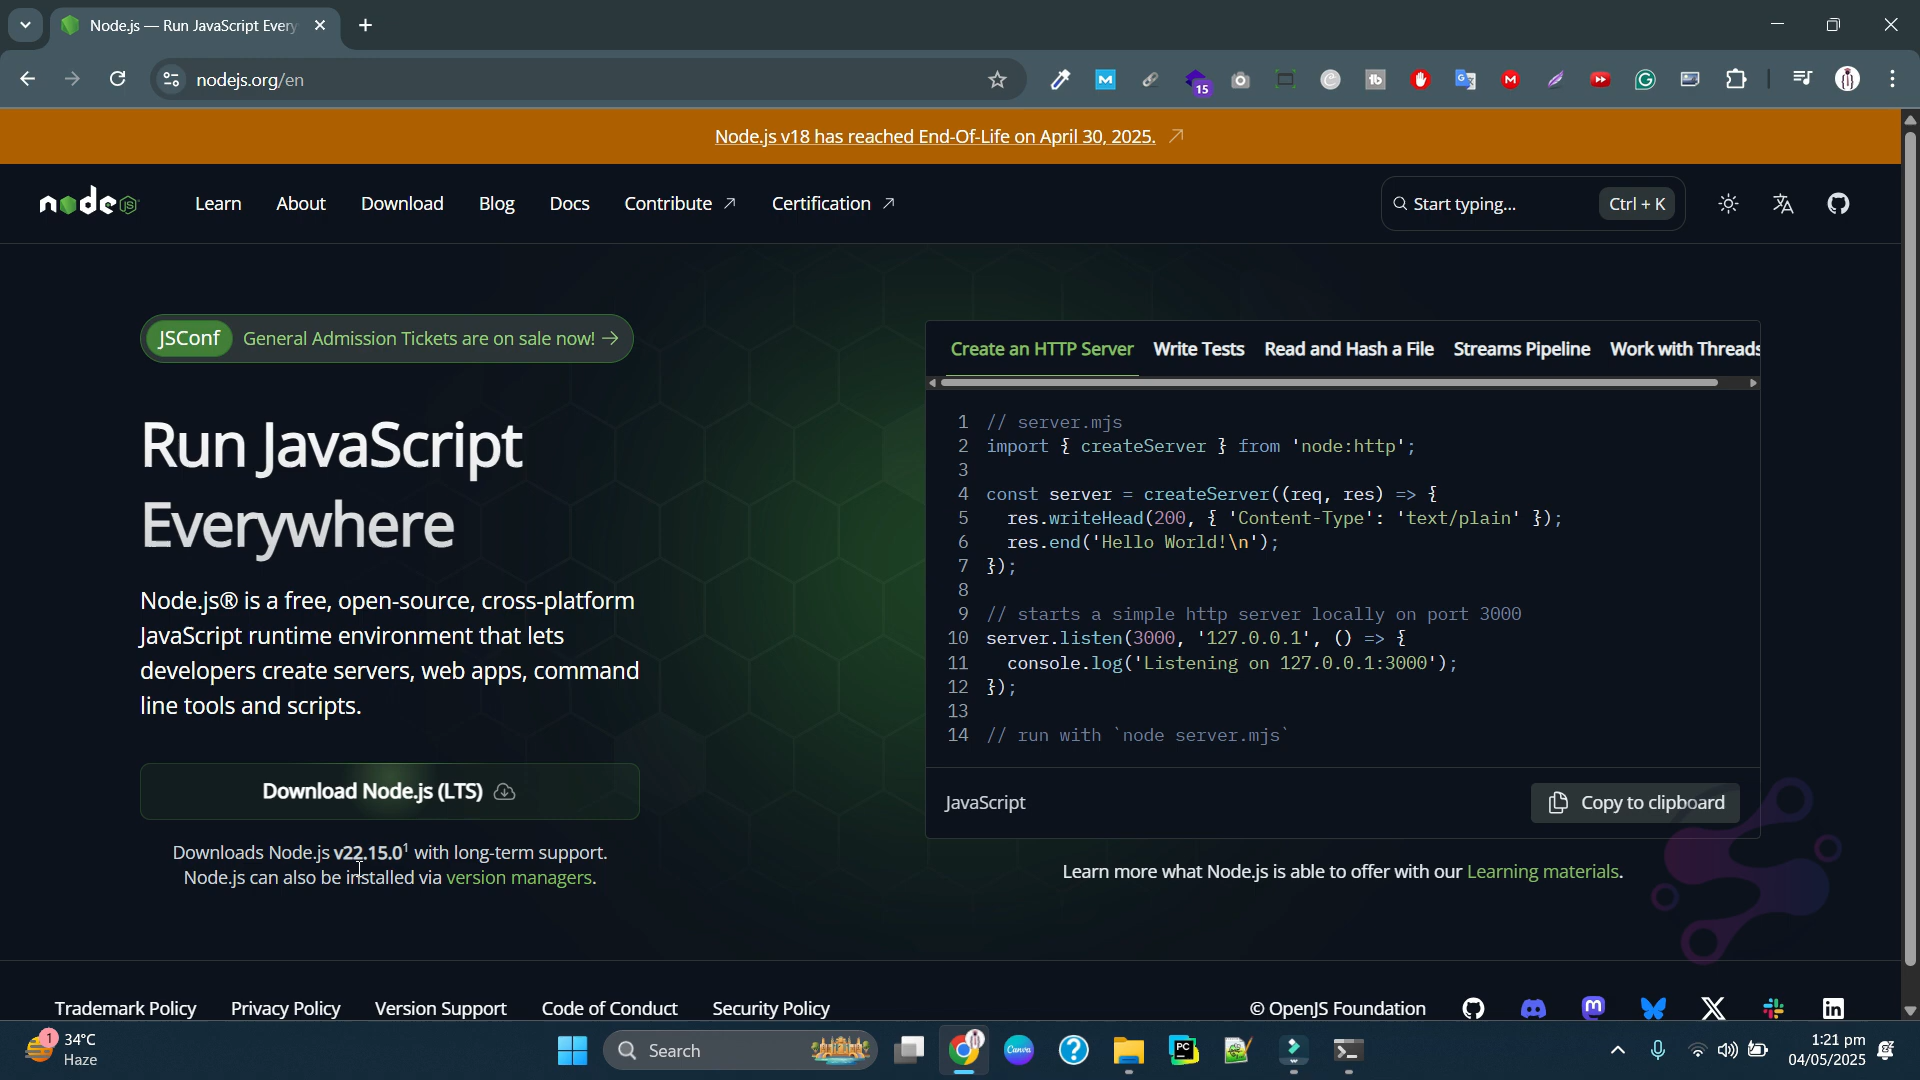 Node.js — Run JavaScript Every
nodejs.org/en
15
Node.js v18 has reached End-Of-Life on April 30, 2025.
node JS
Learn About Download Blog Docs Contribute Certification
Start typing... Ctrl + K
JSConf General Admission Tickets are on sale now!
Run JavaScript
Everywhere
Node.js® is a free, open-source, cross-platform
JavaScript runtime environment that lets
developers create servers, web apps, command
line tools and scripts.
Download Node.js (LTS)
Downloads Node.js v22.15.0¹ with long-term support.
Node.js can also be installed via version managers.
Create an HTTP Server Write Tests Read and Hash a File Streams Pipeline Work with Threads
1 // server.mjs
2 import { createServer } from 'node:http';
3
4 const server = createServer((req, res) => {
5 res.writeHead(200, { 'Content-Type': 'text/plain' });
6 res.end('Hello World!\n');
7 });
8
9 // starts a simple http server locally on port 3000
10 server.listen(3000, '127.0.0.1', () => {
11 console.log('Listening on 127.0.0.1:3000');
12 });
13
14 // run with `node server.mjs`
JavaScript Copy to clipboard
Learn more what Node.js is able to offer with our Learning materials.
Trademark Policy Privacy Policy Version Support Code of Conduct Security Policy © OpenJS Foundation
1 34°C
Haze
Search
Canva
PC
1:21 pm
04/05/2025